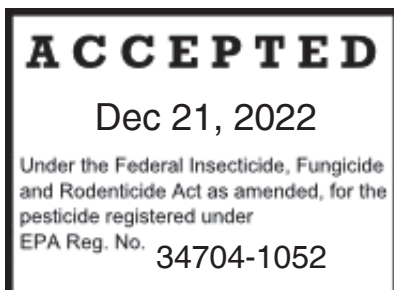 ACCEPTED
Dec 21, 2022
Under the Federal Insecticide, Fungicide
and Rodenticide Act as amended, for the
pesticide registered under
EPA Reg. No. 34704-1052